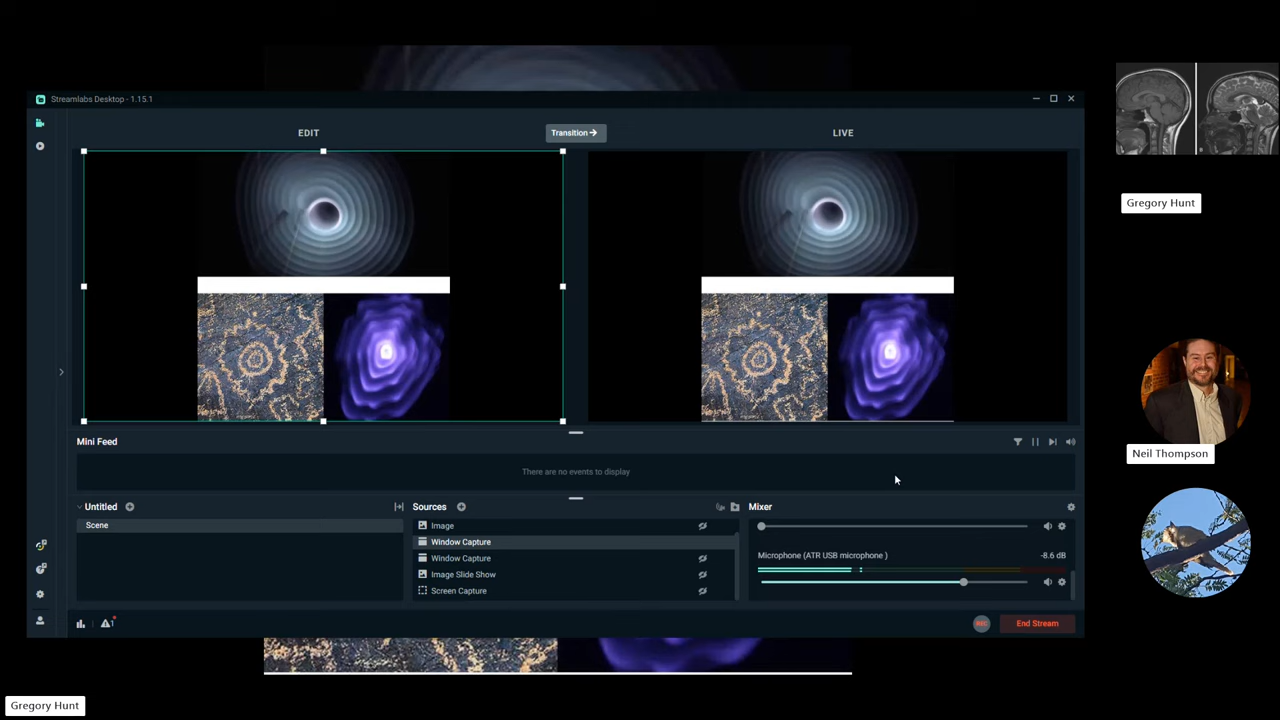 Streamlabs Desktop - 1.15.1
EDIT
Transition
LIVE
Gregory Hunt
Mini Feed
There are no events to display
Neil Thompson
Untitled
Sources
Mixer
Scene
Image
Window Capture
Window Capture
Image Slide Show
Screen Capture
Microphone (ATR USB microphone )
-8.6 dB
1
REC
End Stream
Gregory Hunt